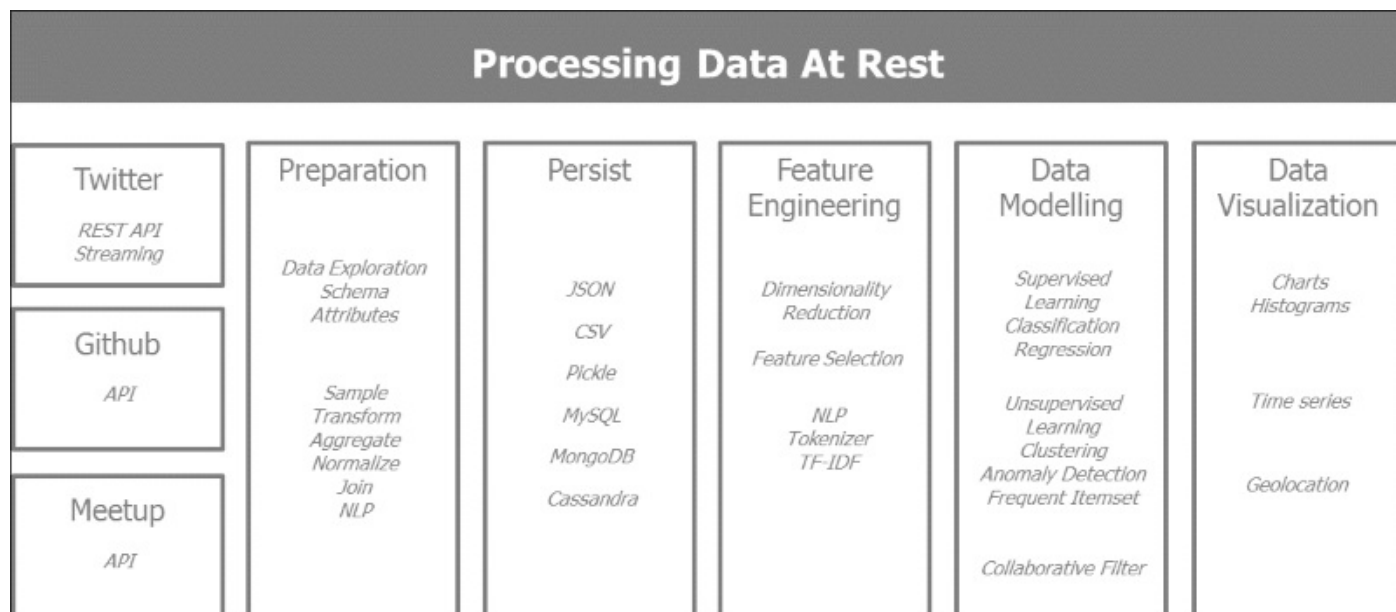 Processing Data At Rest
Twitter
REST API
Streaming
Github
API
Meetup
API
Preparation
Data Exploration
Schema
Attributes
Sample
Transform
Aggregate
Normalize
Join
NLP
Persist
JSON
CSV
Pickle
MySQL
MongoDB
Cassandra
Feature
Engineering
Dimensionality
Reduction
Feature Selection
NLP
Tokenizer
TF-IDF
Data
Modelling
Supervised
Learning
Classification
Regression
Unsupervised
Learning
Clustering
Anomaly Detection
Frequent Itemset
Collaborative Filter
Data
Visualization
Charts
Histograms
Time series
Geolocation